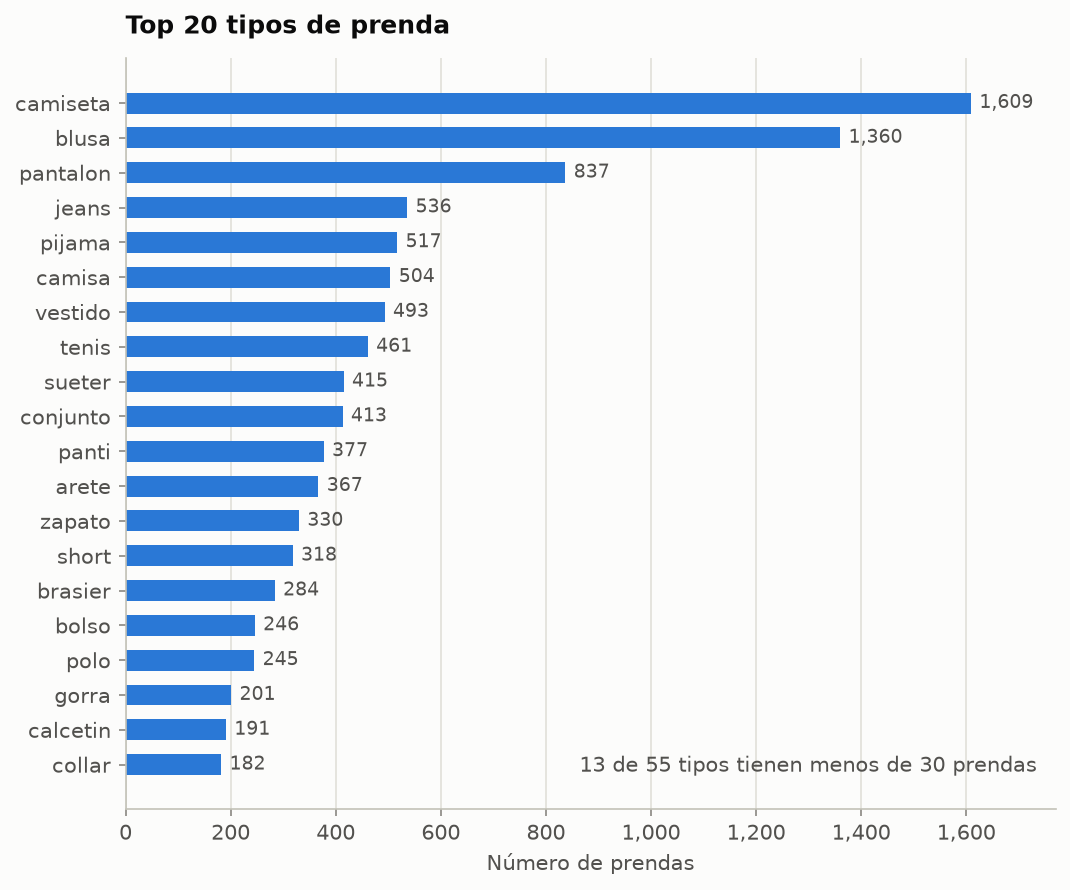 Top 20 tipos de prenda
camiseta 1,609
blusa 1,360
pantalon 837
jeans 536
pijama 517
camisa 504
vestido 493
tenis 461
sueter 415
conjunto 413
panti 377
arete 367
zapato 330
short 318
brasier 284
bolso 246
polo 245
gorra 201
calcetin 191
collar 182
13 de 55 tipos tienen menos de 30 prendas
0 200 400 600 800 1,000 1,200 1,400 1,600
Número de prendas